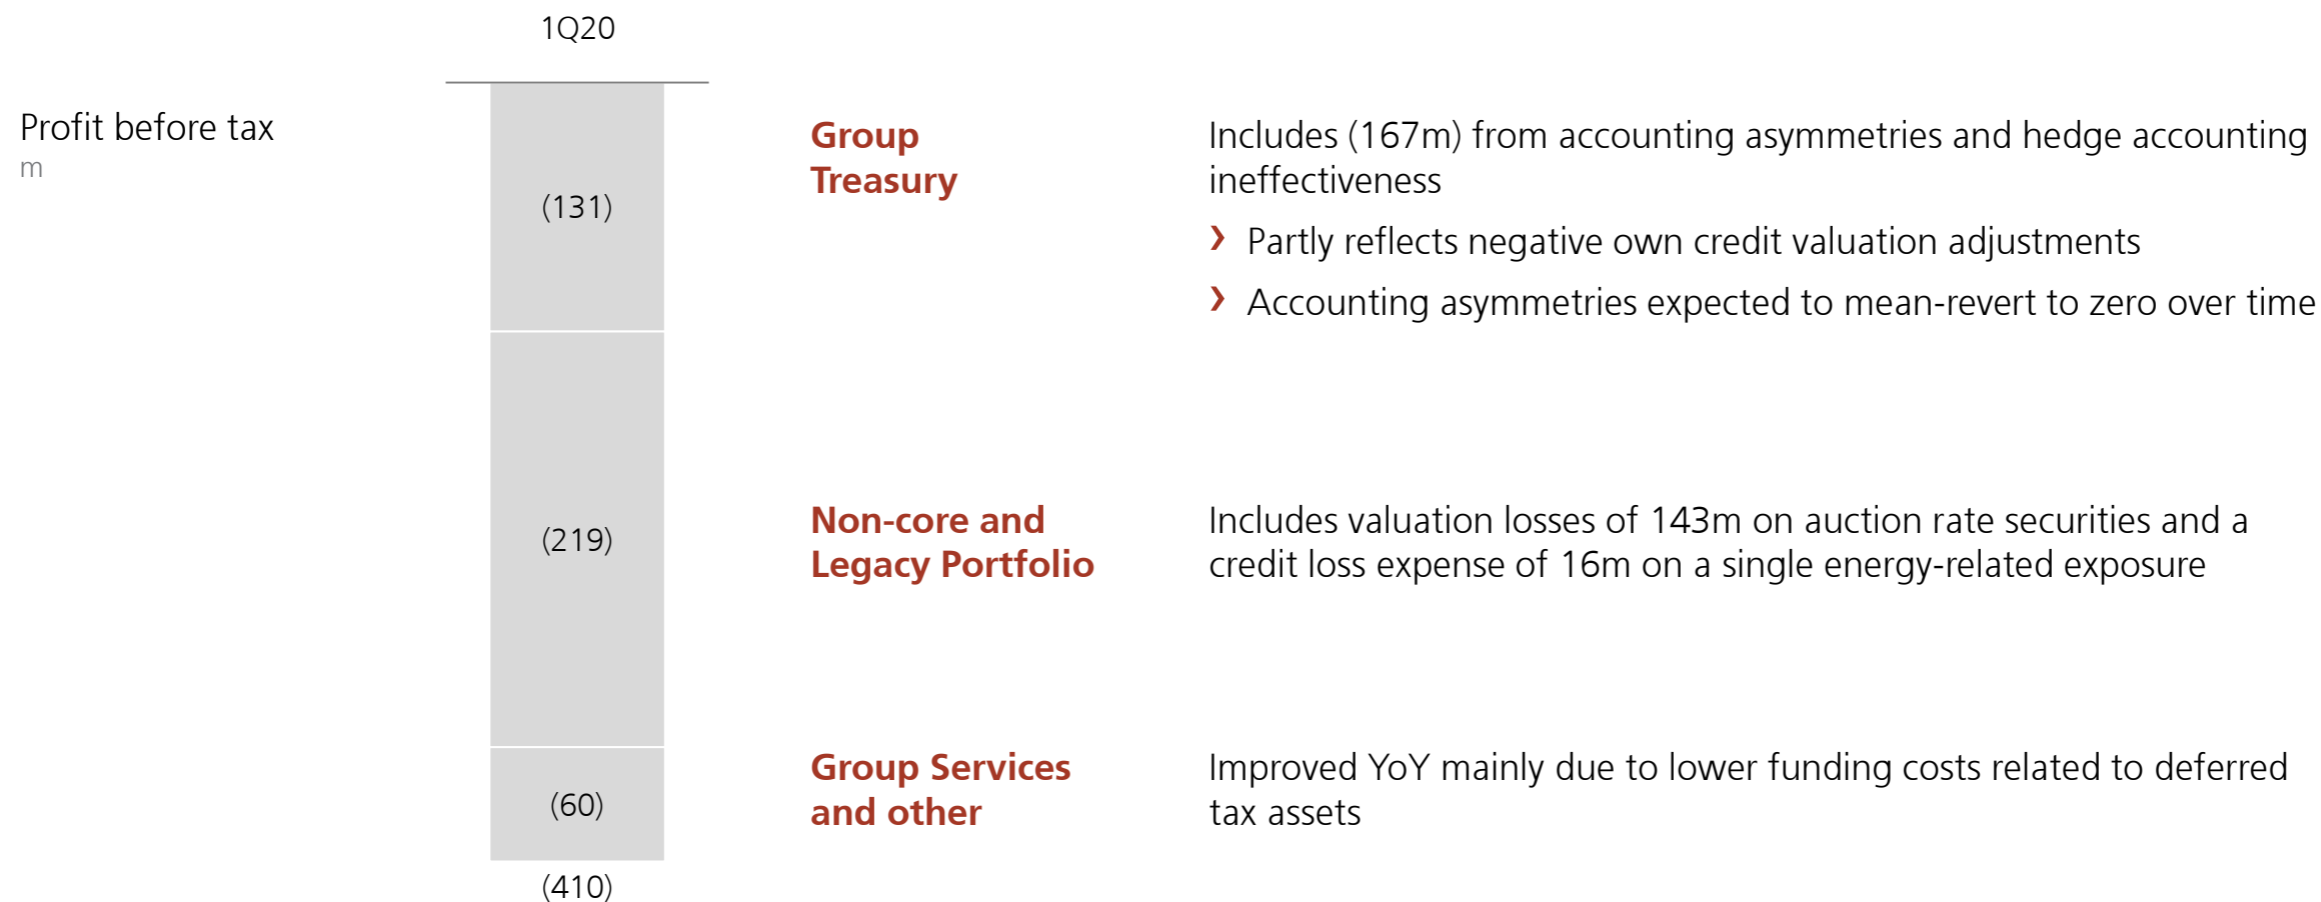 1Q20
Profit before tax
m
(131)
Group
Treasury
Includes (167m) from accounting asymmetries and hedge accounting
ineffectiveness
› Partly reflects negative own credit valuation adjustments
› Accounting asymmetries expected to mean-revert to zero over time
(219)
Non-core and
Legacy Portfolio
Includes valuation losses of 143m on auction rate securities and a
credit loss expense of 16m on a single energy-related exposure
(60)
Group Services
and other
Improved YoY mainly due to lower funding costs related to deferred
tax assets
(410)